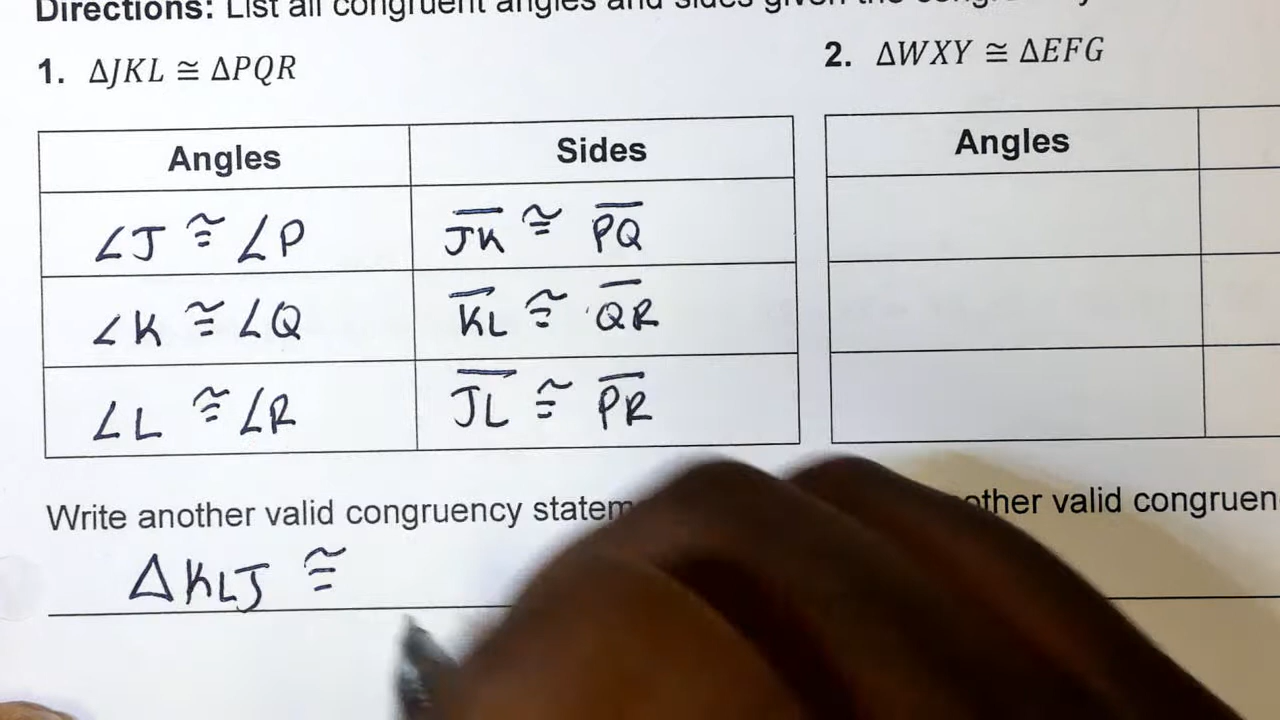 Directions: List all congruent angles and sides given the
1. ΔJKL ≅ ΔPQR
2. ΔWXY ≅ ΔEFG
Angles Sides
∠J ≅ ∠P JK ≅ PQ
∠K ≅ ∠Q KL ≅ QR
∠L ≅ ∠R JL ≅ PR
Angles
Write another valid congruency statem
other valid congruen
ΔKLJ ≅